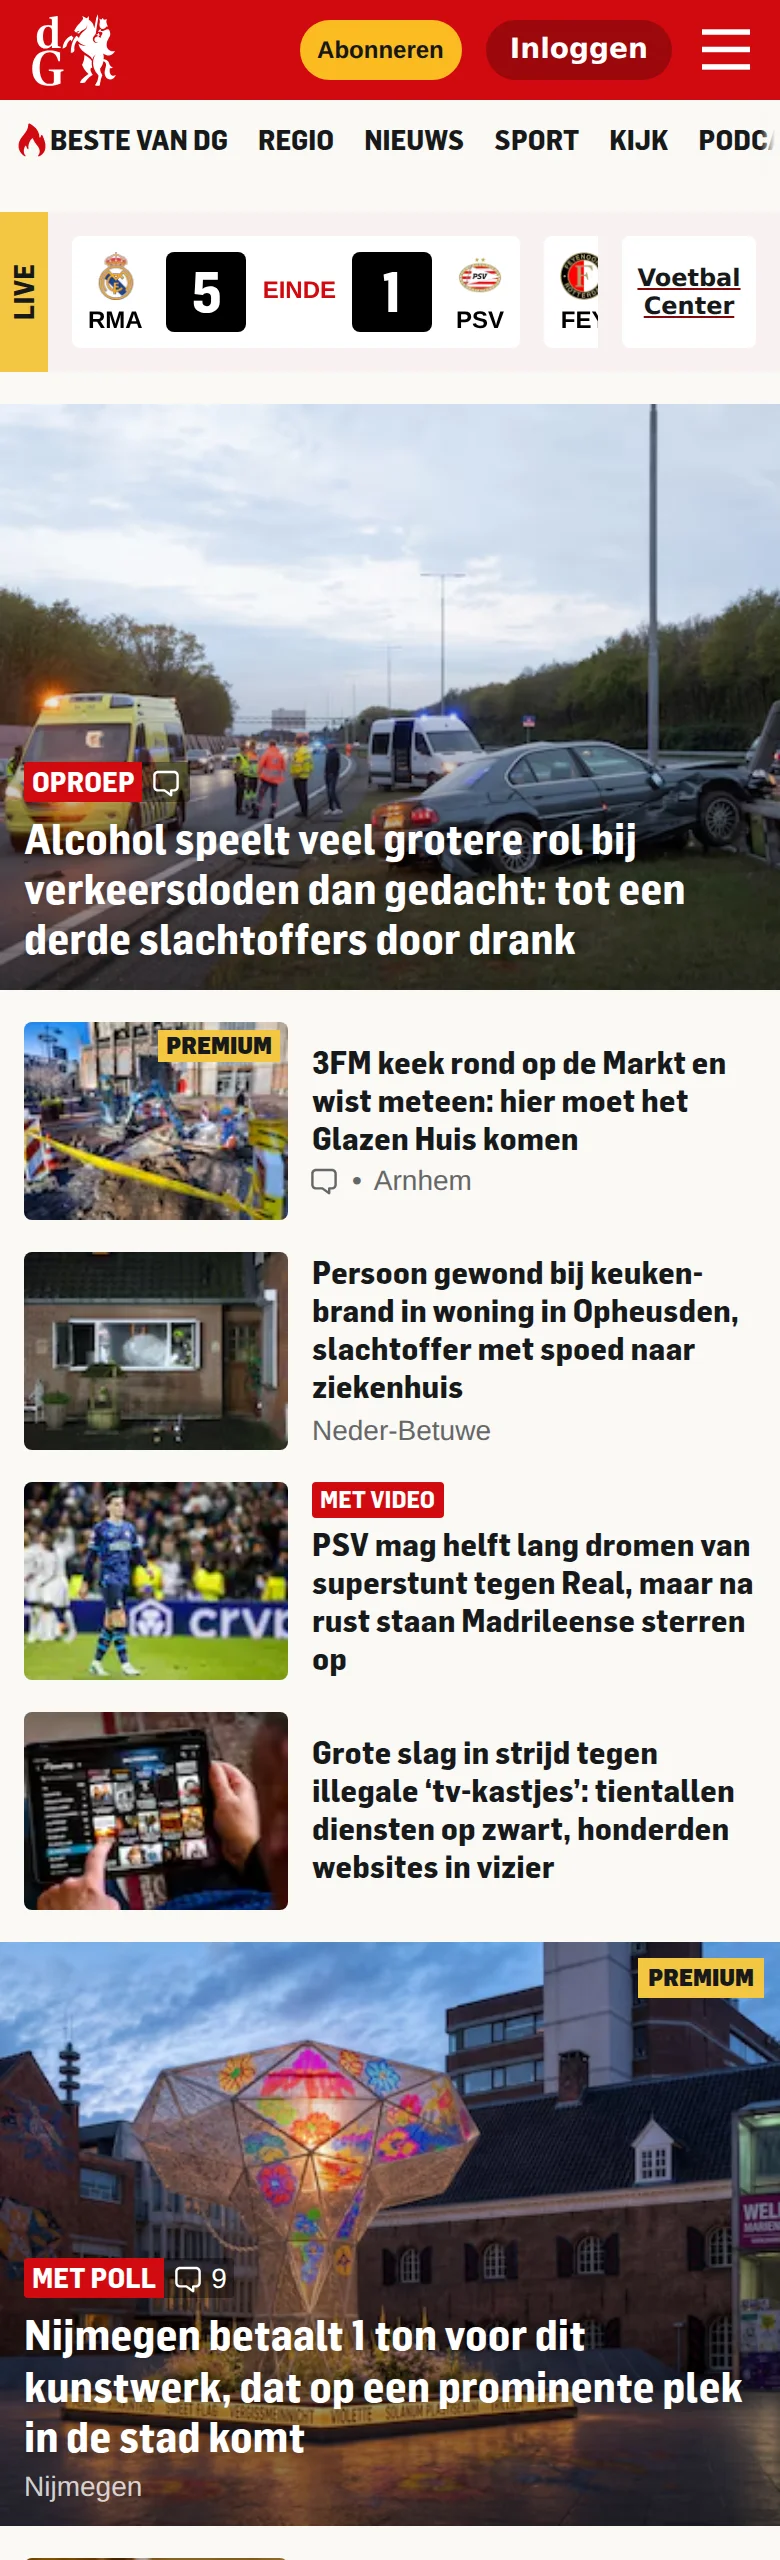 dG
Abonneren
Inloggen
BESTE VAN DG REGIO NIEUWS SPORT KIJK PODCA
LIVE
RMA
5
EINDE
1
PSV
FEY
Voetbal
Center
OPROEP
Alcohol speelt veel grotere rol bij
verkeersdoden dan gedacht: tot een
derde slachtoffers door drank
PREMIUM
3FM keek rond op de Markt en
wist meteen: hier moet het
Glazen Huis komen
• Arnhem
Persoon gewond bij keuken-
brand in woning in Opheusden,
slachtoffer met spoed naar
ziekenhuis
Neder-Betuwe
MET VIDEO
PSV mag helft lang dromen van
superstunt tegen Real, maar na
rust staan Madrileense sterren
op
Grote slag in strijd tegen
illegale ‘tv-kastjes’: tientallen
diensten op zwart, honderden
websites in vizier
PREMIUM
MET POLL
9
Nijmegen betaalt 1 ton voor dit
kunstwerk, dat op een prominente plek
in de stad komt
Nijmegen